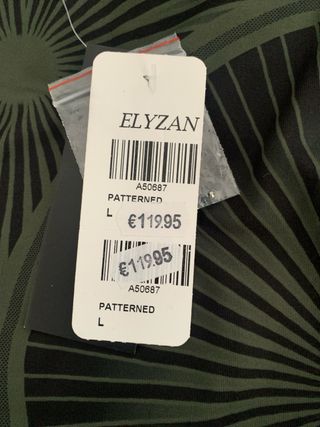 ELYZAN
A50687
PATTERNED
L
€119.95
€119.95
A50687
PATTERNED
L